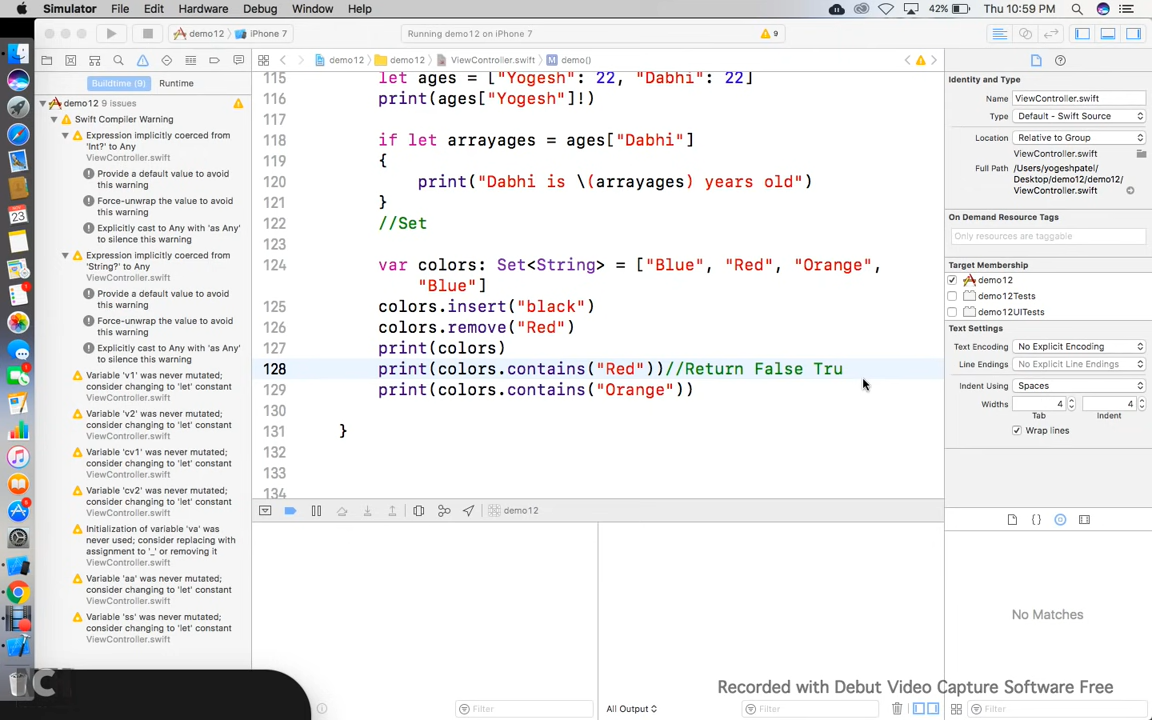 Simulator File Edit Hardware Debug Window Help 42% Thu 10:59 PM
demo12 iPhone 7 Running demo12 on iPhone 7 9
demo12 demo12 ViewController.swift M demo()
Buildtime (9) Runtime
demo12 9 issues
Swift Compiler Warning
Expression implicitly coerced from
'Int?' to Any
ViewController.swift
Provide a default value to avoid
this warning
Force-unwrap the value to avoid
this warning
Explicitly cast to Any with 'as Any'
to silence this warning
Expression implicitly coerced from
'String?' to Any
ViewController.swift
Provide a default value to avoid
this warning
Force-unwrap the value to avoid
this warning
Explicitly cast to Any with 'as Any'
to silence this warning
Variable 'v1' was never mutated;
consider changing to 'let' constant
ViewController.swift
Variable 'v2' was never mutated;
consider changing to 'let' constant
ViewController.swift
Variable 'cv1' was never mutated;
consider changing to 'let' constant
ViewController.swift
Variable 'cv2' was never mutated;
consider changing to 'let' constant
ViewController.swift
Initialization of variable 'va' was
never used; consider replacing with
assignment to '_' or removing it
ViewController.swift
Variable 'aa' was never mutated;
consider changing to 'let' constant
ViewController.swift
Variable 'ss' was never mutated;
consider changing to 'let' constant
ViewController.swift
115 let ages = ["Yogesh": 22, "Dabhi": 22]
116 print(ages["Yogesh"]!)
117
118 if let arrayages = ages["Dabhi"]
119 {
120 print("Dabhi is \(arrayages) years old")
121 }
122 //Set
123
124 var colors: Set<String> = ["Blue", "Red", "Orange",
"Blue"]
125 colors.insert("black")
126 colors.remove("Red")
127 print(colors)
128 print(colors.contains("Red"))//Return False Tru
129 print(colors.contains("Orange"))
130
131 }
132
133
134
demo12
Filter
All Output
Filter
Identity and Type
Name ViewController.swift
Type Default - Swift Source
Location Relative to Group
ViewController.swift
Full Path /Users/yogeshpatel/
Desktop/demo12/demo12/
ViewController.swift
On Demand Resource Tags
Only resources are taggable
Target Membership
demo12
demo12Tests
demo12UITests
Text Settings
Text Encoding No Explicit Encoding
Line Endings No Explicit Line Endings
Indent Using Spaces
Widths 4 4
Tab Indent
Wrap lines
No Matches
Filter
Recorded with Debut Video Capture Software Free